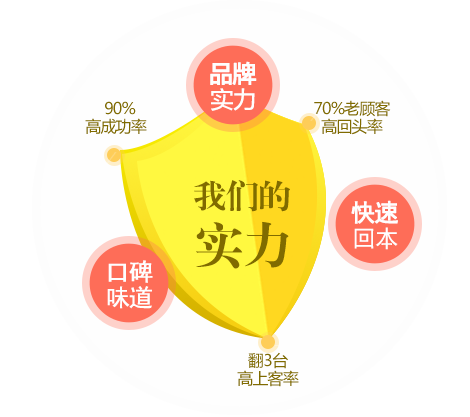 品牌
实力
90%
高成功率
70%老顾客
高回头率
我们的
实力
快速
回本
口碑
味道
翻3台
高上客率